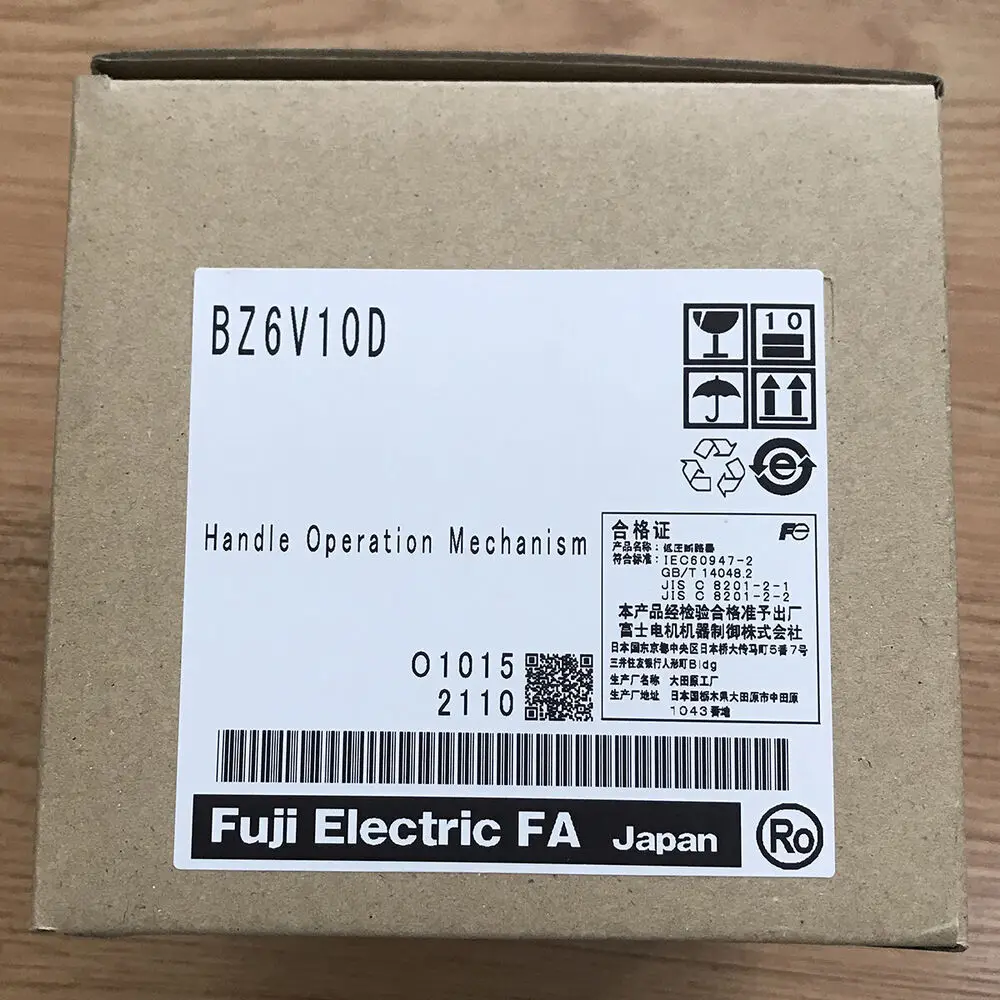 BZ6V10D
10
Handle Operation Mechanism
合格证
Fe
产品名称: 低压断路器
符合标准: IEC60947-2
GB/T 14048.2
JIS C 8201-2-1
JIS C 8201-2-2
本产品经检验合格准予出厂
富士电机机器制御株式会社
日本国东京都中央区日本桥大传马町5番7号
三井住友银行人形町Bldg
生产厂名称 大田原工厂
生产厂地址 日本国栃木県大田原市中田原
1043番地
O1015
2110
Fuji Electric FA Japan
Ro